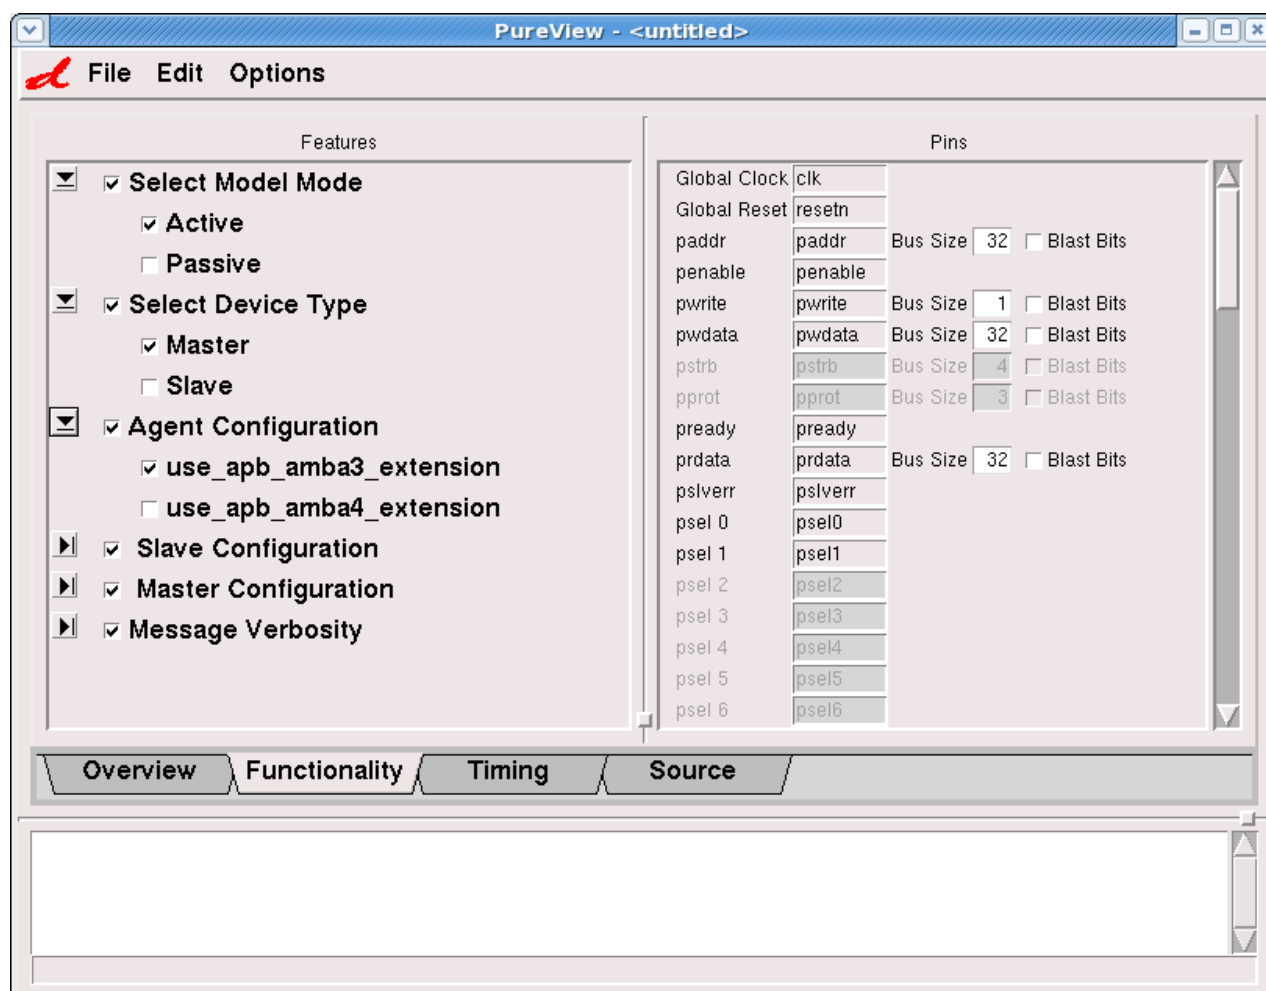 PureView - <untitled>
File Edit Options
Features
Select Model Mode
Active
Passive
Select Device Type
Master
Slave
Agent Configuration
use_apb_amba3_extension
use_apb_amba4_extension
Slave Configuration
Master Configuration
Message Verbosity
Pins
Global Clock clk
Global Reset resetn
paddr paddr Bus Size 32 Blast Bits
penable penable
pwrite pwrite Bus Size 1 Blast Bits
pwdata pwdata Bus Size 32 Blast Bits
pstrb pstrb Bus Size 4 Blast Bits
pprot pprot Bus Size 3 Blast Bits
pready pready
prdata prdata Bus Size 32 Blast Bits
pslverr pslverr
psel 0 psel0
psel 1 psel1
psel 2 psel2
psel 3 psel3
psel 4 psel4
psel 5 psel5
psel 6 psel6
Overview Functionality Timing Source